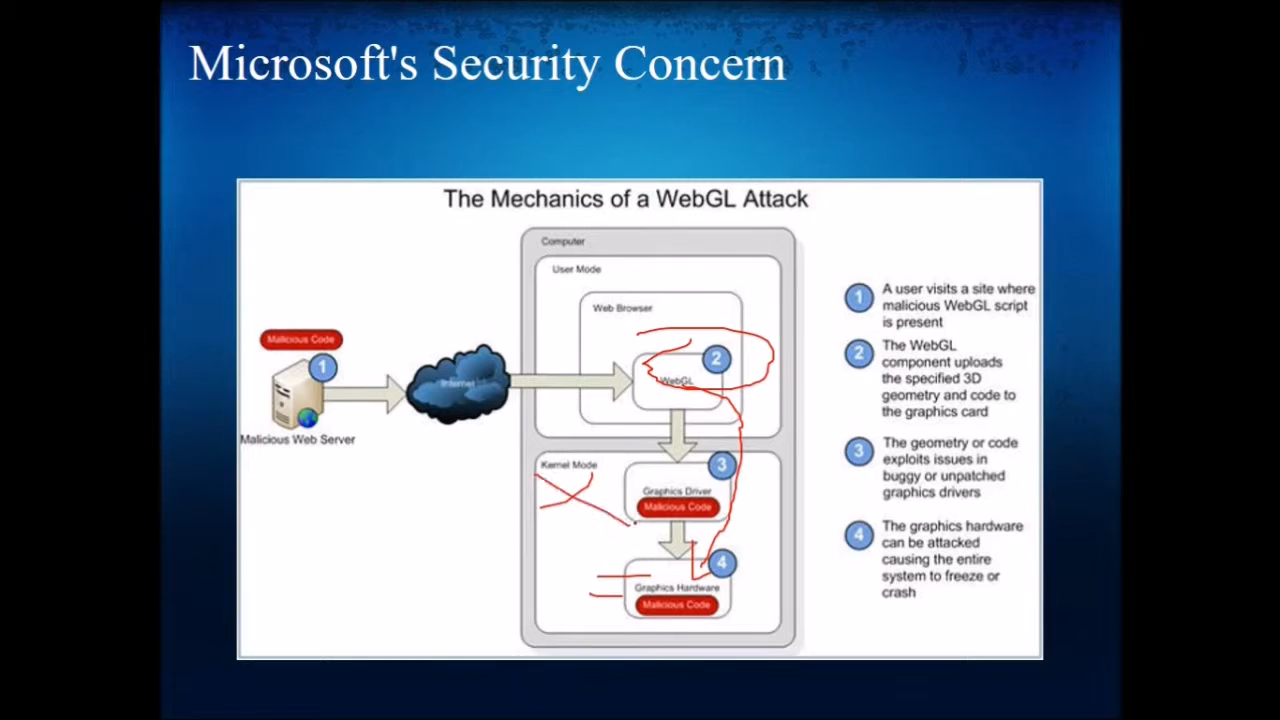 Microsoft's Security Concern
The Mechanics of a WebGL Attack
Computer
User Mode
Web Browser
Malicious Code
1
Internet
Malicious Web Server
2
WebGL
Kernel Mode
3
Graphics Driver
Malicious Code
4
Graphics Hardware
Malicious Code
1
A user visits a site where
malicious WebGL script
is present
2
The WebGL
component uploads
the specified 3D
geometry and code to
the graphics card
3
The geometry or code
exploits issues in
buggy or unpatched
graphics drivers
4
The graphics hardware
can be attacked
causing the entire
system to freeze or
crash